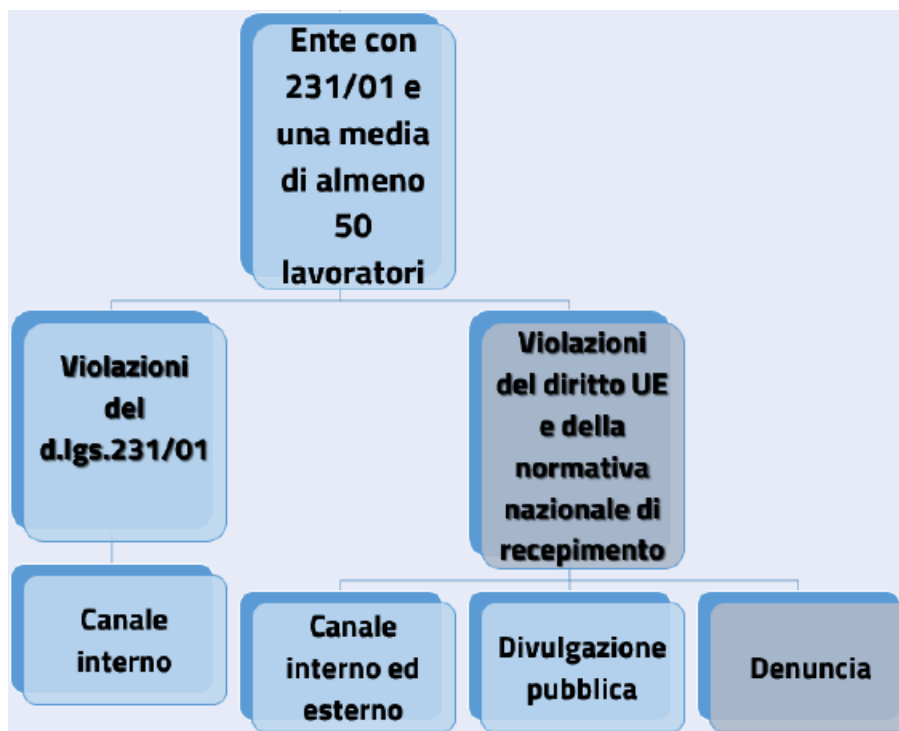 Ente con
231/01 e
una media
di almeno
50
lavoratori
Violazioni
del
d.lgs.231/01
Violazioni
del diritto UE
e della
normativa
nazionale di
recepimento
Canale
interno
Canale
interno ed
esterno
Divulgazione
pubblica
Denuncia